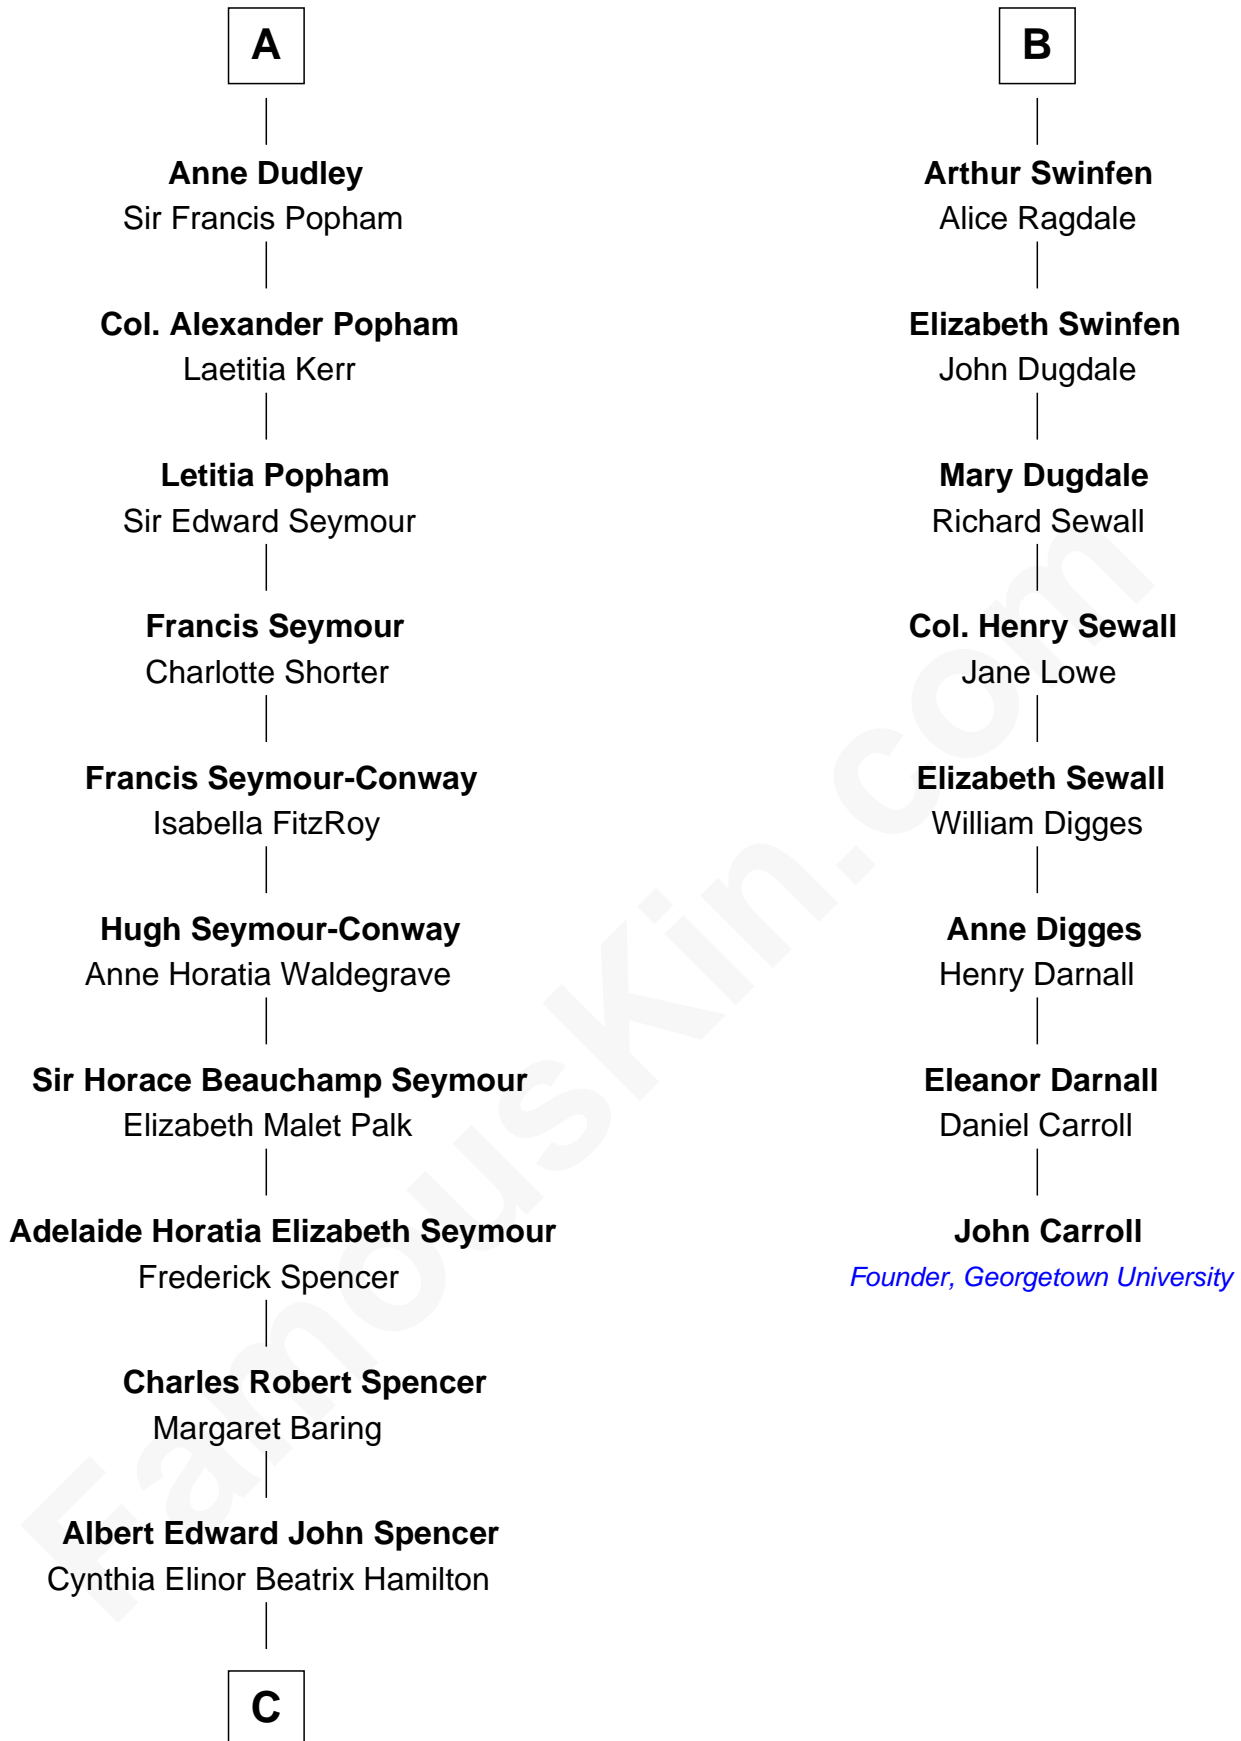 A
Anne Dudley
Sir Francis Popham
Col. Alexander Popham
Laetitia Kerr
Letitia Popham
Sir Edward Seymour
Francis Seymour
Charlotte Shorter
Francis Seymour-Conway
Isabella FitzRoy
Hugh Seymour-Conway
Anne Horatia Waldegrave
Sir Horace Beauchamp Seymour
Elizabeth Malet Palk
Adelaide Horatia Elizabeth Seymour
Frederick Spencer
Charles Robert Spencer
Margaret Baring
Albert Edward John Spencer
Cynthia Elinor Beatrix Hamilton
C
B
Arthur Swinfen
Alice Ragdale
Elizabeth Swinfen
John Dugdale
Mary Dugdale
Richard Sewall
Col. Henry Sewall
Jane Lowe
Elizabeth Sewall
William Digges
Anne Digges
Henry Darnall
Eleanor Darnall
Daniel Carroll
John Carroll
Founder, Georgetown University
FamousKin.com